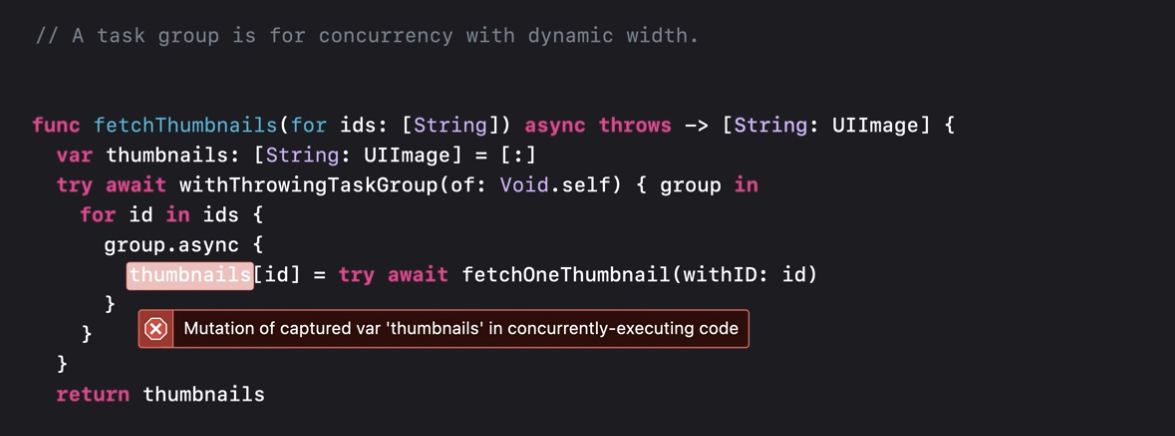 // A task group is for concurrency with dynamic width.
func fetchThumbnails(for ids: [String]) async throws -> [String: UIImage] {
var thumbnails: [String: UIImage] = [:]
try await withThrowingTaskGroup(of: Void.self) { group in
for id in ids {
group.async {
thumbnails[id] = try await fetchOneThumbnail(withID: id)
}
Mutation of captured var 'thumbnails' in concurrently-executing code
}
}
return thumbnails